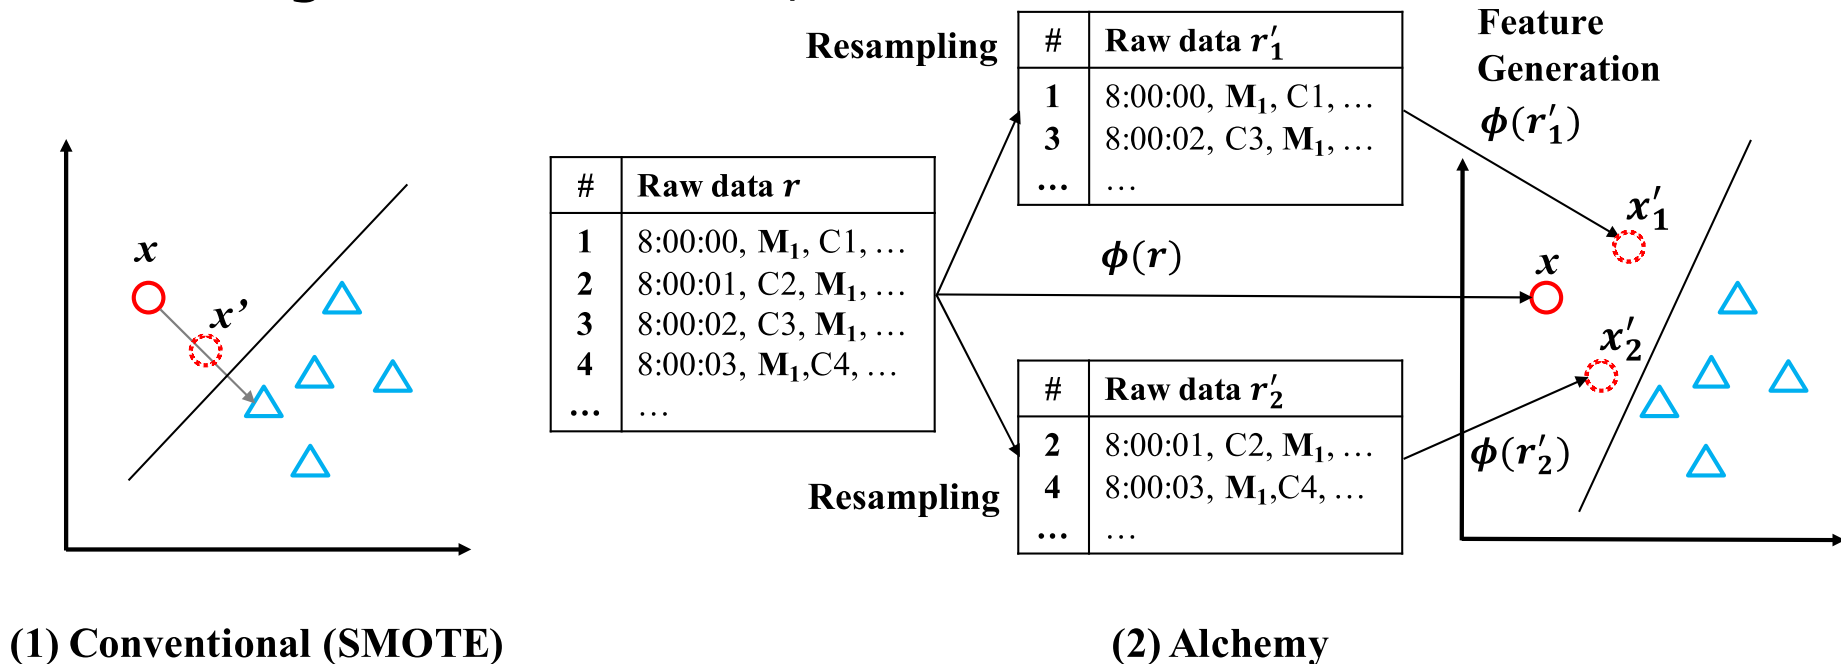 Resampling
# Raw data r′₁
1 8:00:00, M₁, C1, …
3 8:00:02, C3, M₁, …
... …
Feature
Generation
ϕ(r′₁)
# Raw data r
1 8:00:00, M₁, C1, …
2 8:00:01, C2, M₁, …
3 8:00:02, C3, M₁, …
4 8:00:03, M₁,C4, …
... …
x
x’
ϕ(r)
x′₁
x
x′₂
# Raw data r′₂
2 8:00:01, C2, M₁, …
4 8:00:03, M₁,C4, …
... …
Resampling
ϕ(r′₂)
(1) Conventional (SMOTE)
(2) Alchemy